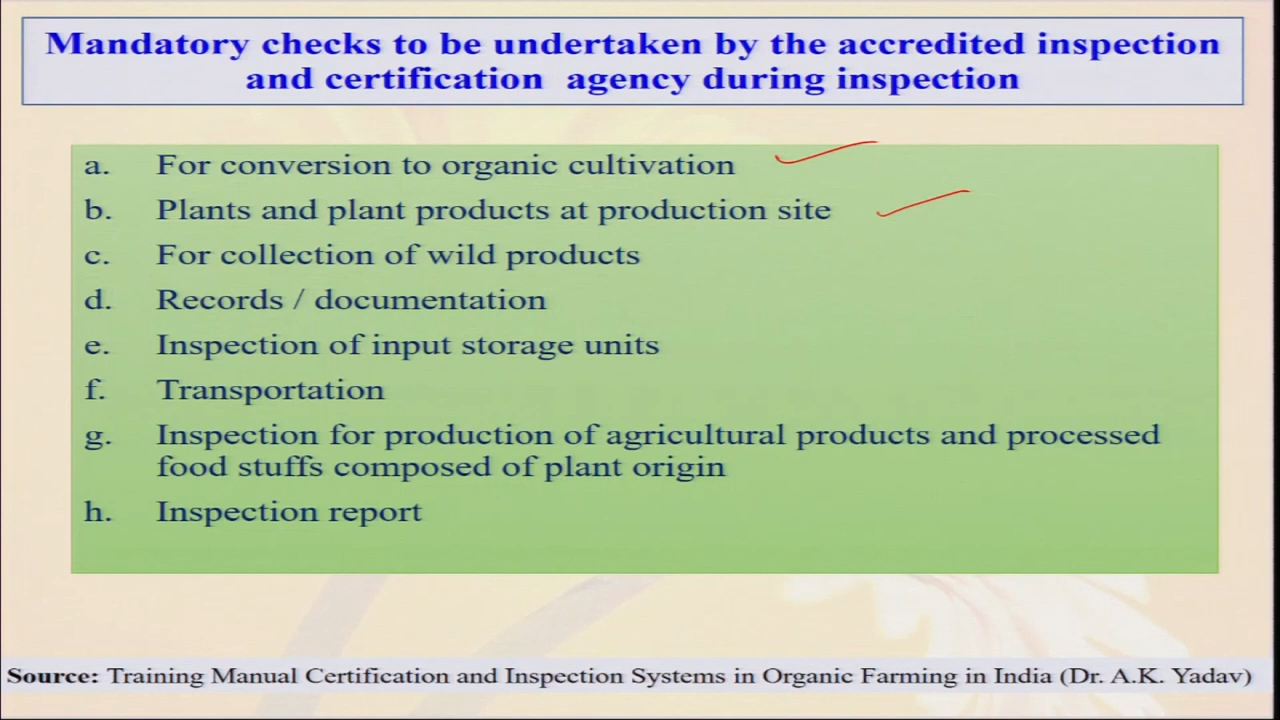 Mandatory checks to be undertaken by the accredited inspection
and certification agency during inspection
a. For conversion to organic cultivation
b. Plants and plant products at production site
c. For collection of wild products
d. Records / documentation
e. Inspection of input storage units
f. Transportation
g. Inspection for production of agricultural products and processed
food stuffs composed of plant origin
h. Inspection report
Source: Training Manual Certification and Inspection Systems in Organic Farming in India (Dr. A.K. Yadav)